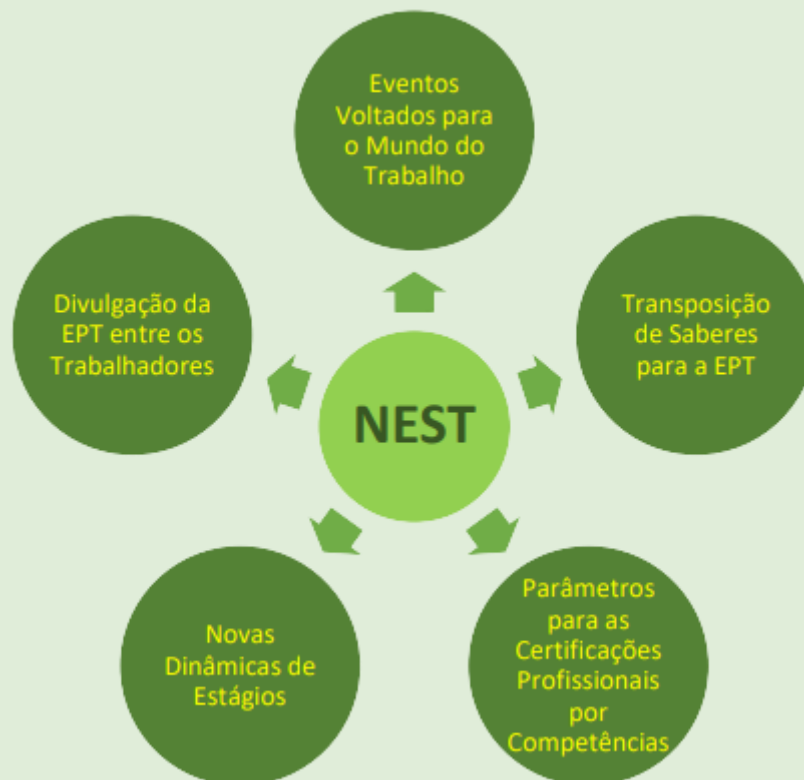 Eventos
Voltados para
o Mundo do
Trabalho
Divulgação da
EPT entre os
Trabalhadores
Transposição
de Saberes
para a EPT
NEST
Novas
Dinâmicas de
Estágios
Parâmetros
para as
Certificações
Profissionais
por
Competências